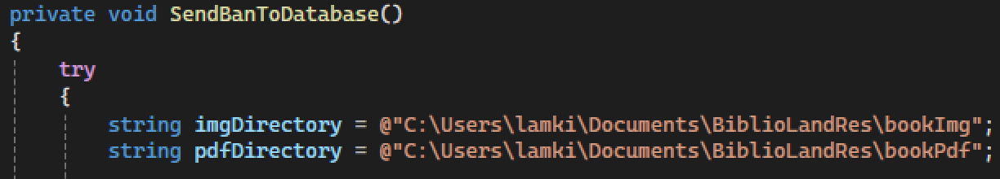 private void SendBanToDatabase()
{
try
{
string imgDirectory = @"C:\Users\lamki\Documents\BiblioLandRes\bookImg";
string pdfDirectory = @"C:\Users\lamki\Documents\BiblioLandRes\bookPdf";